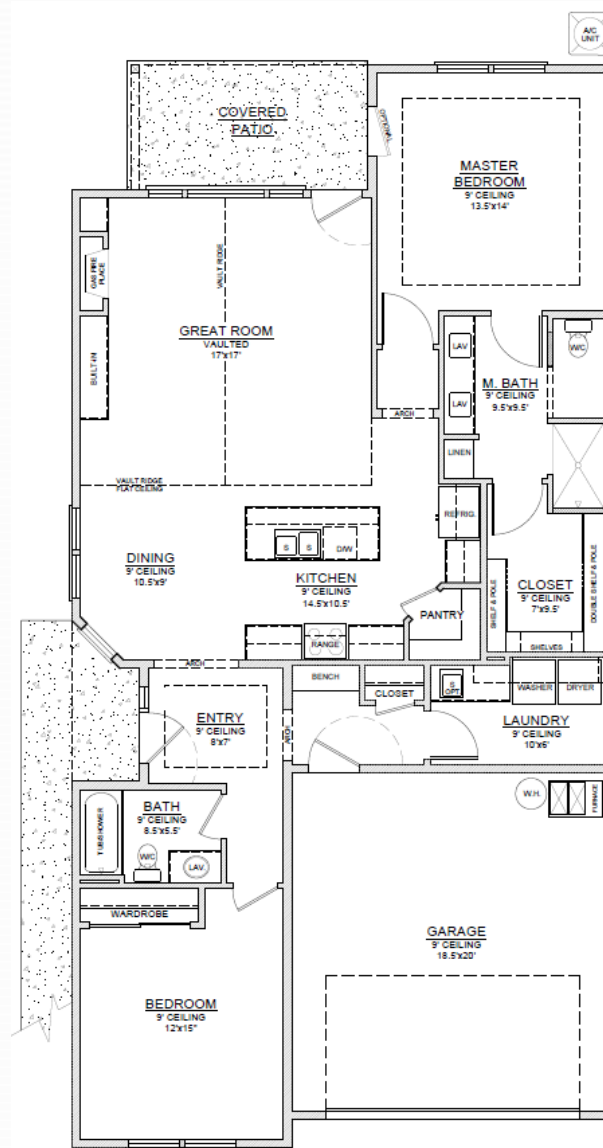 A/C
UNIT
COVERED
PATIO
OPTIONAL
MASTER
BEDROOM
9' CEILING
13.5'x14'
GAS FIRE
PLACE
VAULT RIDGE
GREAT ROOM
VAULTED
17'x17'
BUILT-IN
LAV
LAV
W/C
M. BATH
9' CEILING
9.5'x9.5'
ARCH
LINEN
VAULT RIDGE
FLAT CEILING
REFRIG.
S
S
D/W
DINING
9' CEILING
10.5'x9'
KITCHEN
9' CEILING
14.5'x10.5'
PANTRY
SHELF & POLE
CLOSET
9' CEILING
7'x9.5'
DOUBLE SHELF & POLE
SHELVES
RANGE
ARCH
BENCH
CLOSET
S
OPT.
WASHER
DRYER
ENTRY
9' CEILING
8'x7'
ARCH
LAUNDRY
9' CEILING
10'x6'
W.H.
FURNACE
TUB/SHOWER
BATH
9' CEILING
8.5'x5.5'
W/C
LAV.
WARDROBE
GARAGE
9' CEILING
18.5'x20'
BEDROOM
9' CEILING
12'x15"